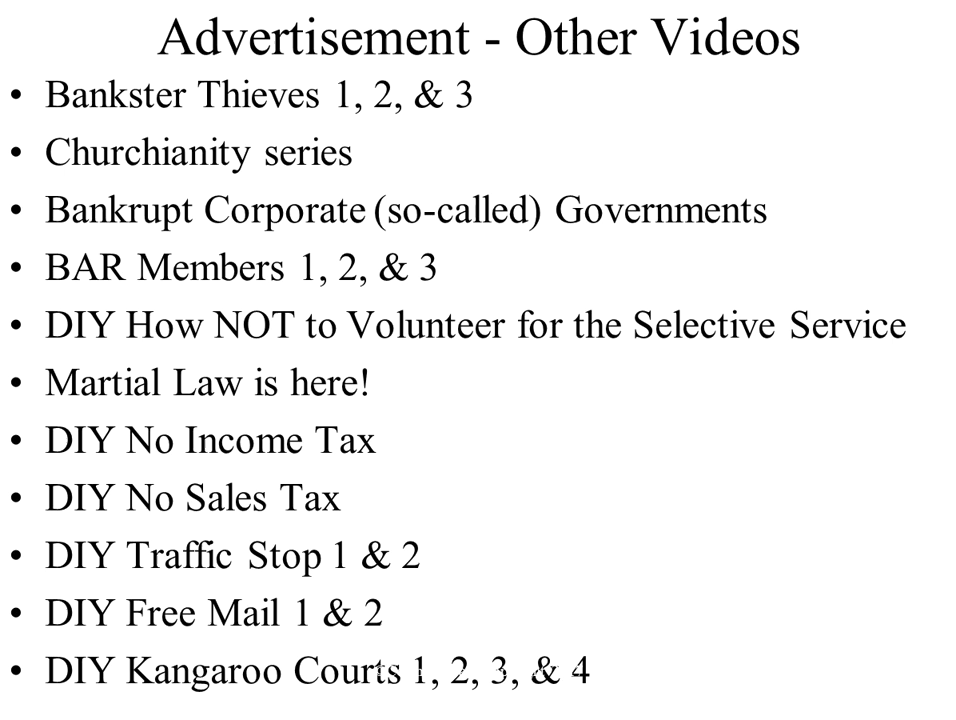 Advertisement - Other Videos
• Bankster Thieves 1, 2, & 3
• Churchianity series
• Bankrupt Corporate (so-called) Governments
• BAR Members 1, 2, & 3
• DIY How NOT to Volunteer for the Selective Service
• Martial Law is here!
• DIY No Income Tax
• DIY No Sales Tax
• DIY Traffic Stop 1 & 2
• DIY Free Mail 1 & 2
• DIY Kangaroo Courts 1, 2, 3, & 4